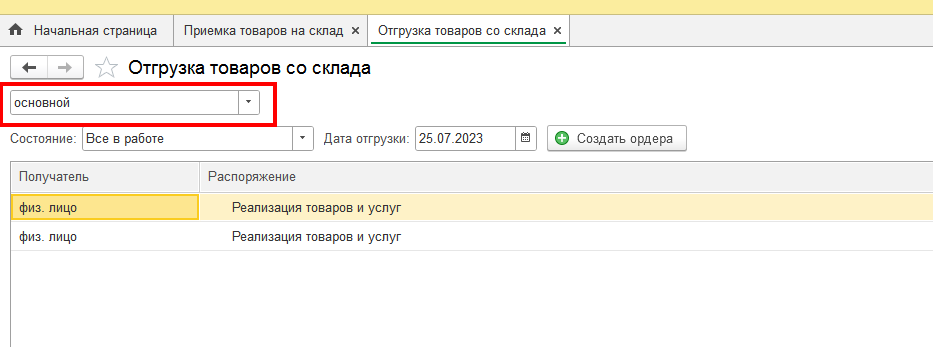 Начальная страница Приемка товаров на склад × Отгрузка товаров со склада ×
Отгрузка товаров со склада
основной
Состояние: Все в работе Дата отгрузки: 25.07.2023 Создать ордера
Получатель Распоряжение
физ. лицо Реализация товаров и услуг
физ. лицо Реализация товаров и услуг